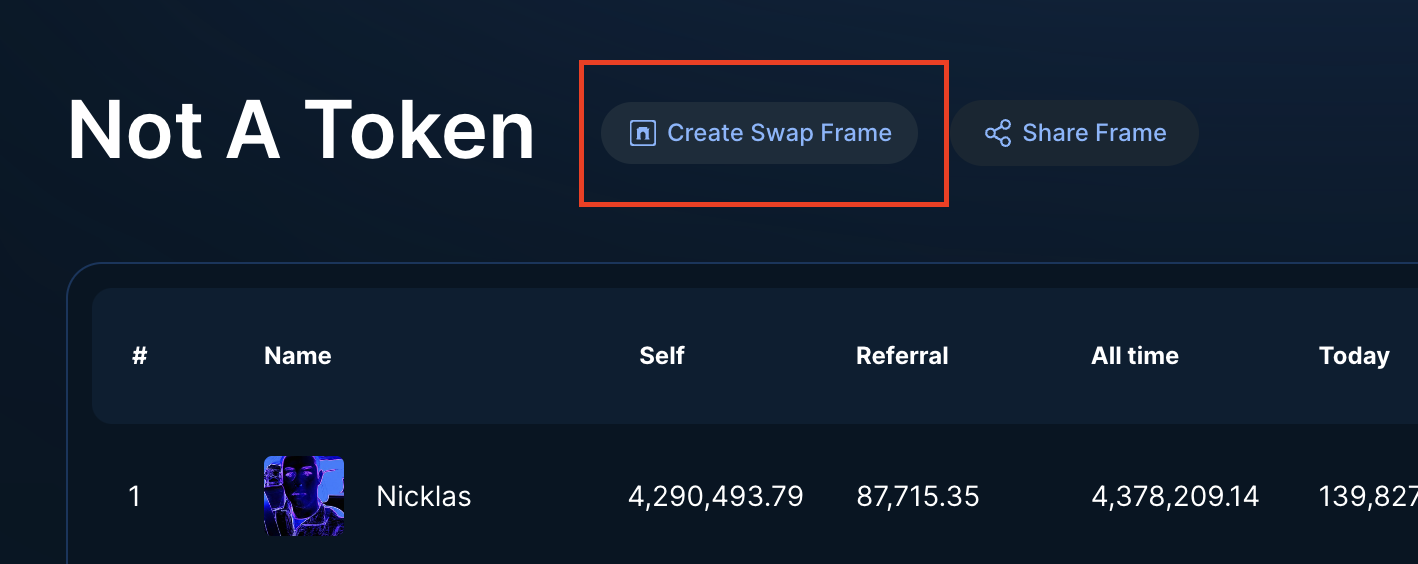 Not A Token Create Swap Frame Share Frame
# Name Self Referral All time Today
1 Nicklas 4,290,493.79 87,715.35 4,378,209.14 139,827